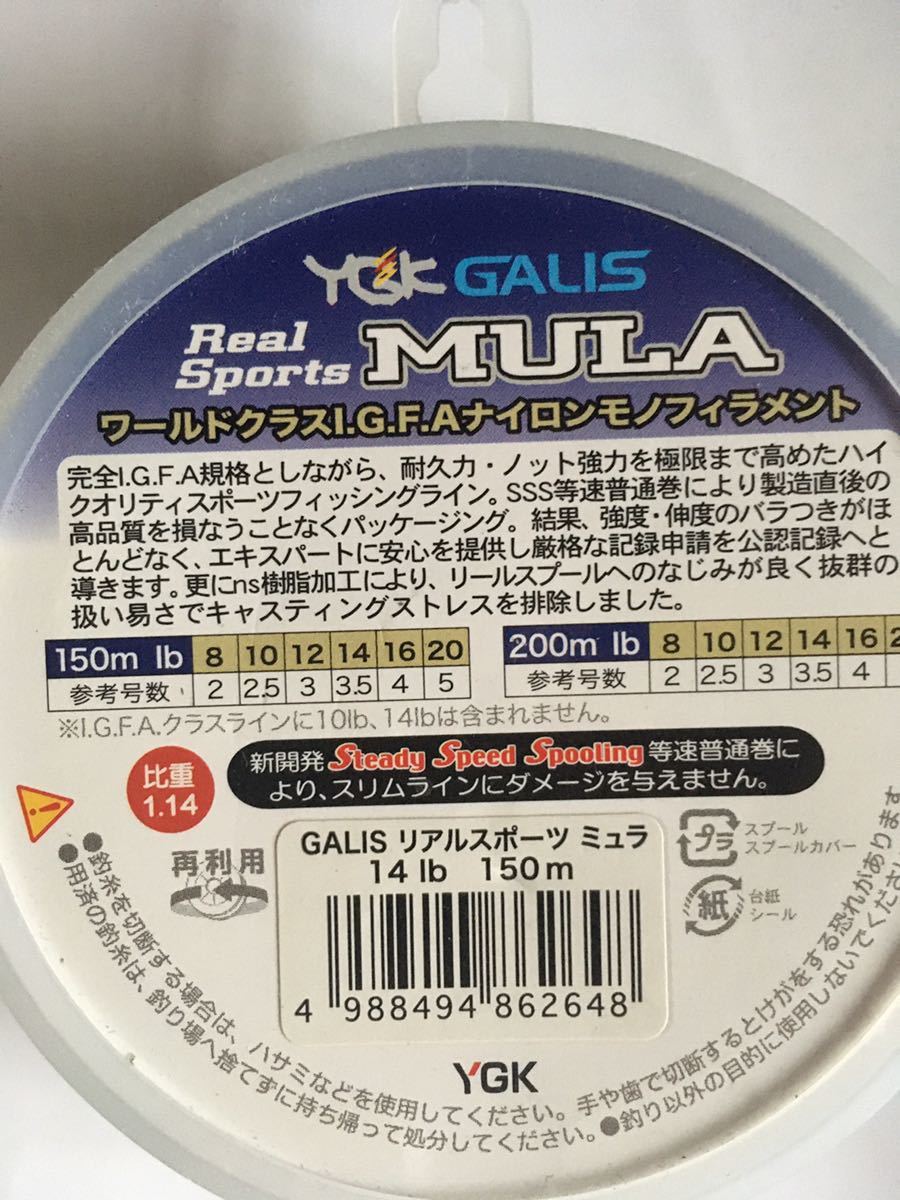 YGK GALIS
Real Sports MULA
ワールドクラスI.G.F.Aナイロンモノフィラメント
完全I.G.F.A規格としながら、耐久力・ノット強力を極限まで高めたハイ
クオリティスポーツフィッシングライン。SSS等速普通巻により製造直後の
高品質を損なうことなくパッケージング。結果、強度・伸度のバラつきがほ
とんどなく、エキスパートに安心を提供し厳格な記録申請を公認記録へと
導きます。更にns樹脂加工により、リールスプールへのなじみが良く抜群の
扱い易さでキャスティングストレスを排除しました。
150m lb 8 10 12 14 16 20
参考号数 2 2.5 3 3.5 4 5
200m lb 8 10 12 14 16
参考号数 2 2.5 3 3.5 4
※I.G.F.A.クラスラインに10lb、14lbは含まれません。
比重
1.14
新開発Steady Speed Spooling等速普通巻に
より、スリムラインにダメージを与えません。
再利用
GALIS リアルスポーツ ミュラ
14 lb 150m
4 988494 862648
プラ
スプール
スプールカバー
紙
台紙
シール
YGK
●釣糸を切断する場合は、ハサミなどを使用してください。手や歯で切断するとけがをする恐れがあります
●用済の釣糸は、釣り場へ捨てずに持ち帰って処分してください。●釣り以外の目的に使用しないでくださ